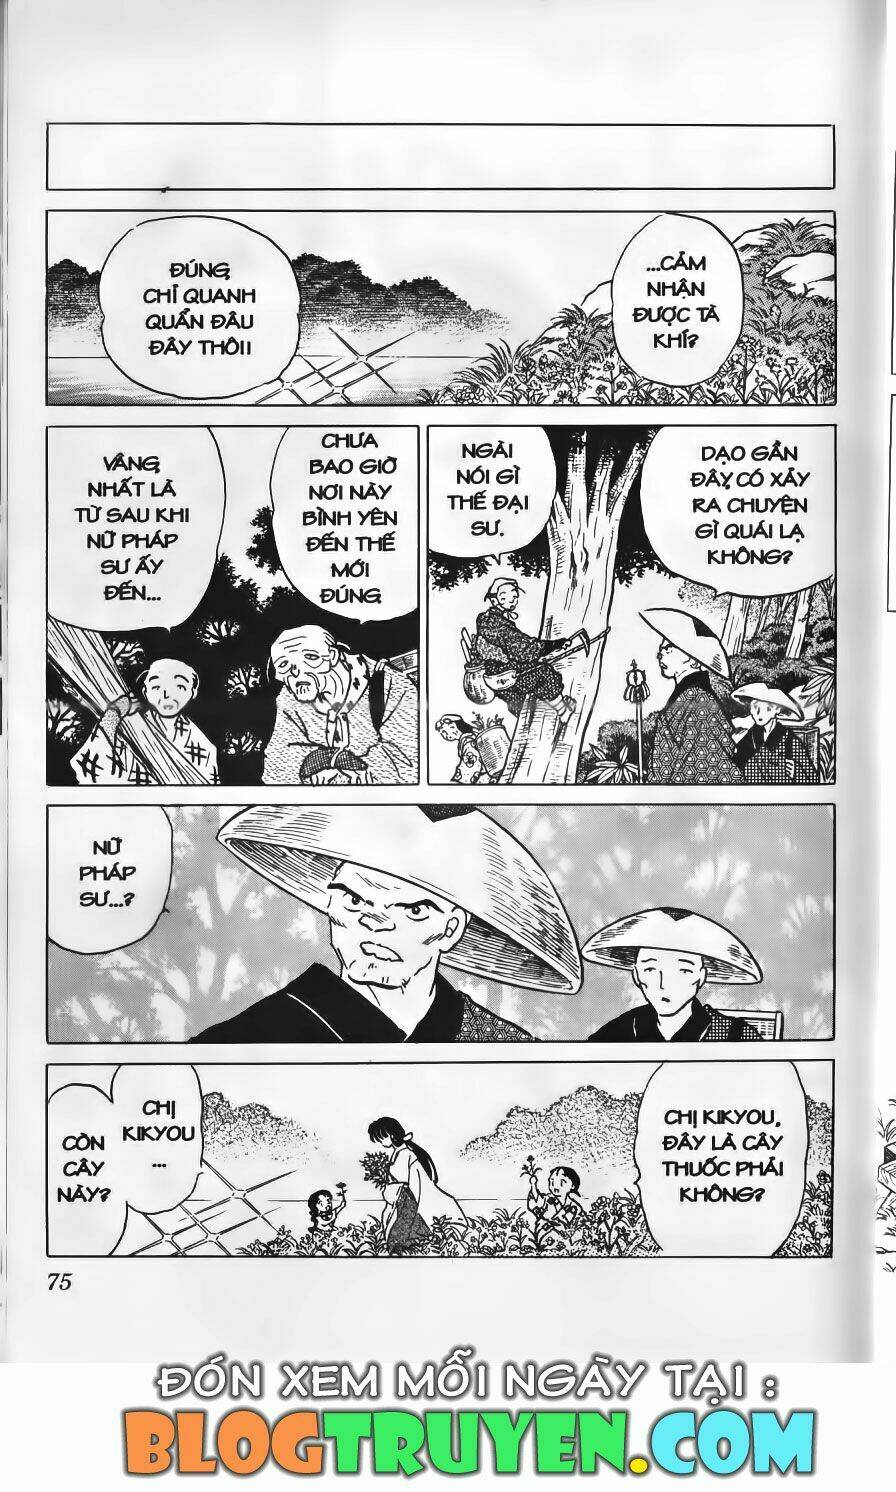 ...CẢM
NHẬN
ĐƯỢC TÀ
KHÍ?
ĐÚNG,
CHỈ QUANH
QUẨN ĐÂU
ĐÂY THÔI!
DẠO GẦN
ĐÂY, CÓ XẢY
RA CHUYỆN
GÌ QUÁI LẠ
KHÔNG?
NGÀI
NÓI GÌ
THẾ ĐẠI
SƯ.
CHƯA
BAO GIỜ
NƠI NÀY
BÌNH YÊN
ĐẾN THẾ
MỚI
ĐÚNG.
VÂNG,
NHẤT LÀ
TỪ SAU KHI
NỮ PHÁP
SƯ ẤY
ĐẾN...
NỮ
PHÁP
SƯ...?
CHỊ KIKYOU,
ĐÂY LÀ CÂY
THUỐC PHẢI
KHÔNG?
CHỊ
KIKYOU
...
CÒN
CÂY
NÀY?
75
ĐÓN XEM MỖI NGÀY TẠI :
BLOGTRUYEN.COM